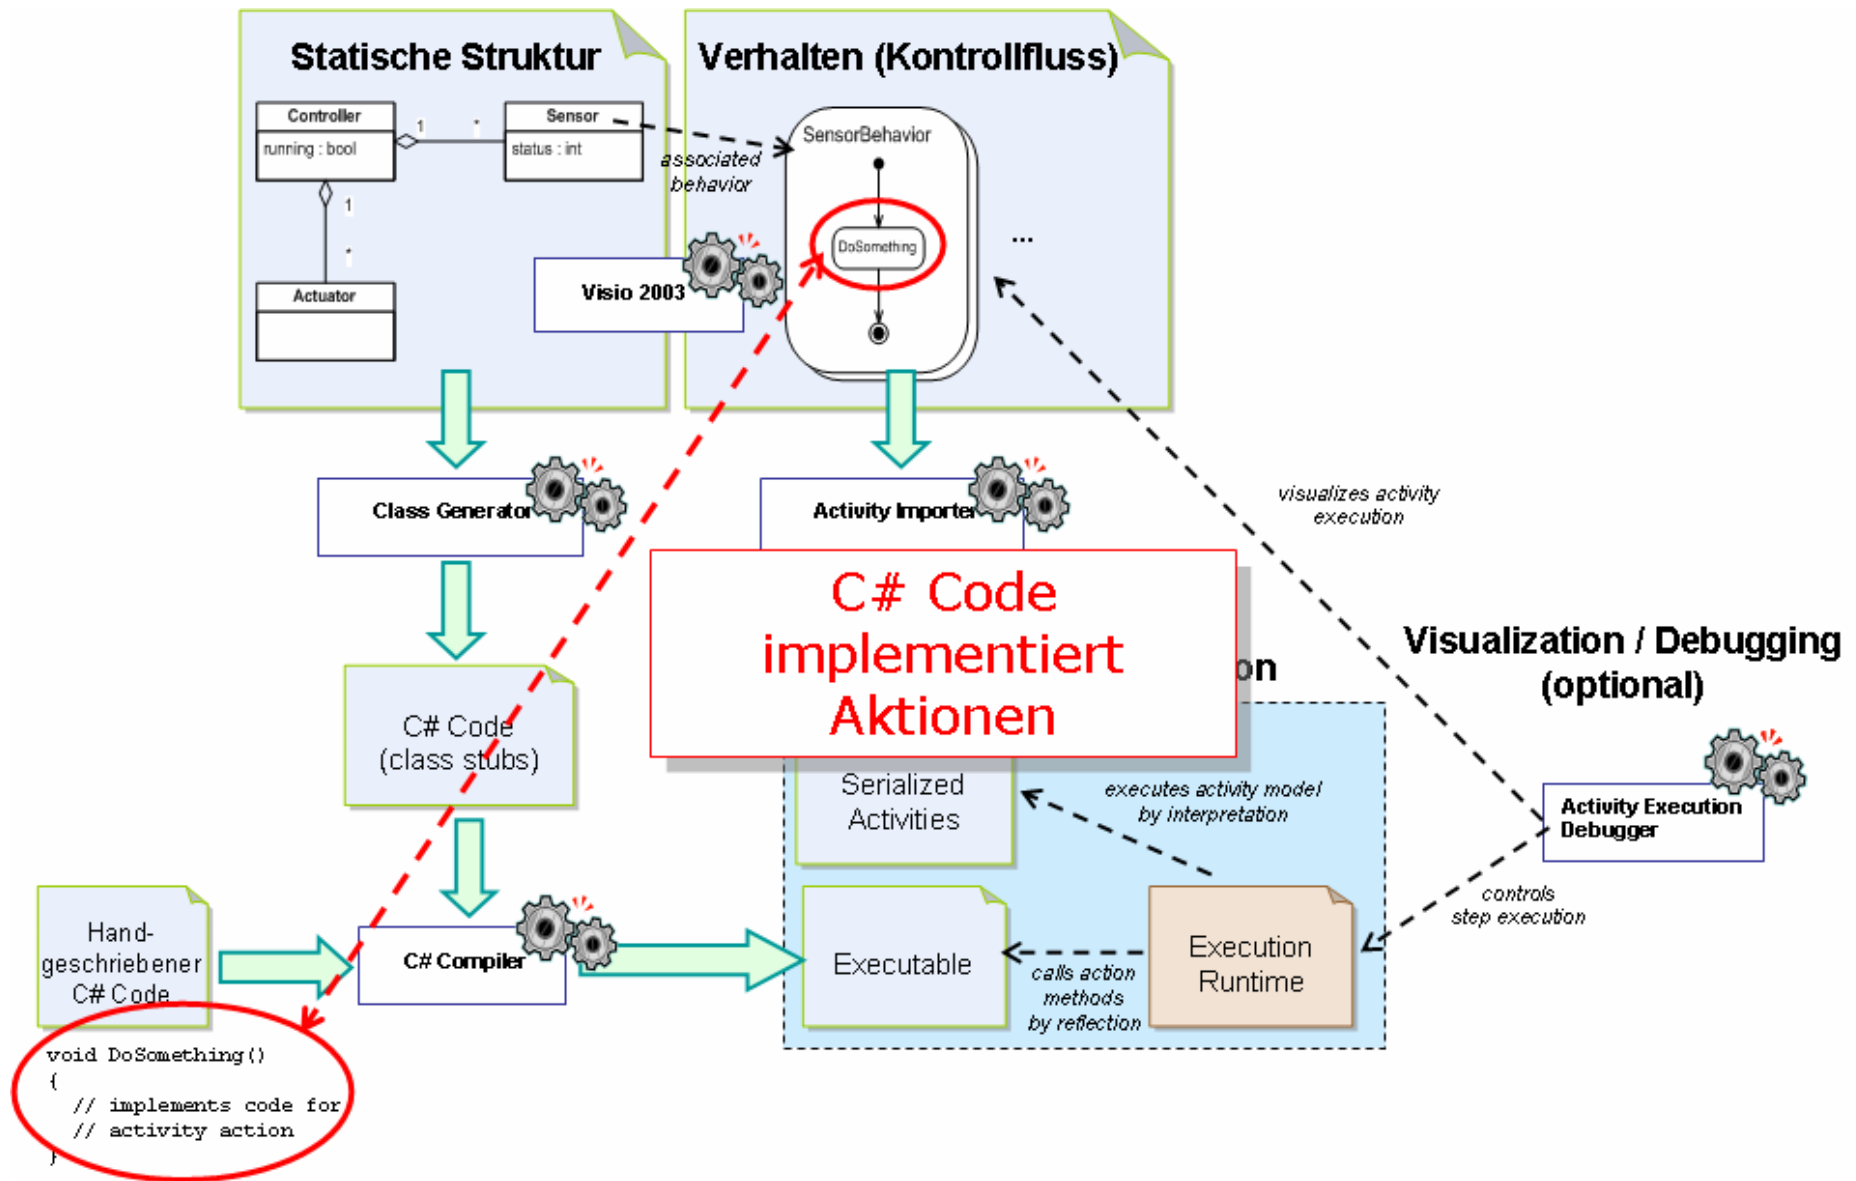 Statische Struktur
Verhalten (Kontrollfluss)
Controller
running : bool
1
*
Sensor
status : int
1
*
Actuator
associated
behavior
SensorBehavior
DoSomething
...
Visio 2003
Class Generator
Activity Importer
visualizes activity
execution
C# Code
implementiert
Aktionen
on
Visualization / Debugging
(optional)
C# Code
(class stubs)
Serialized
Activities
executes activity model
by interpretation
Activity Execution
Debugger
controls
step execution
Hand-
geschriebener
C# Code
C# Compiler
Executable
calls action
methods
by reflection
Execution
Runtime
void DoSomething()
{
// implements code for
// activity action
}